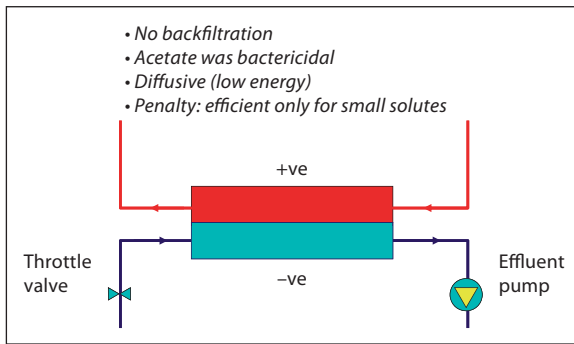 • No backfiltration
• Acetate was bactericidal
• Diffusive (low energy)
• Penalty: efficient only for small solutes
+ve
Throttle
valve
–ve
Effluent
pump